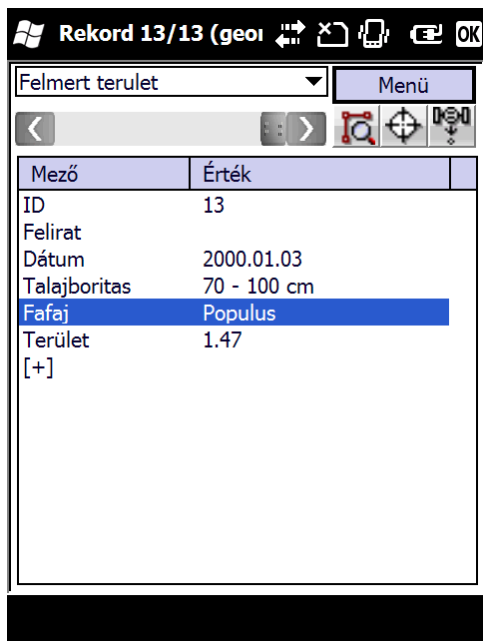 Rekord 13/13 (geor OK
Felmert terulet Menü
Mező Érték
ID 13
Felirat
Dátum 2000.01.03
Talajboritas 70 - 100 cm
Fafaj Populus
Terület 1.47
[+]